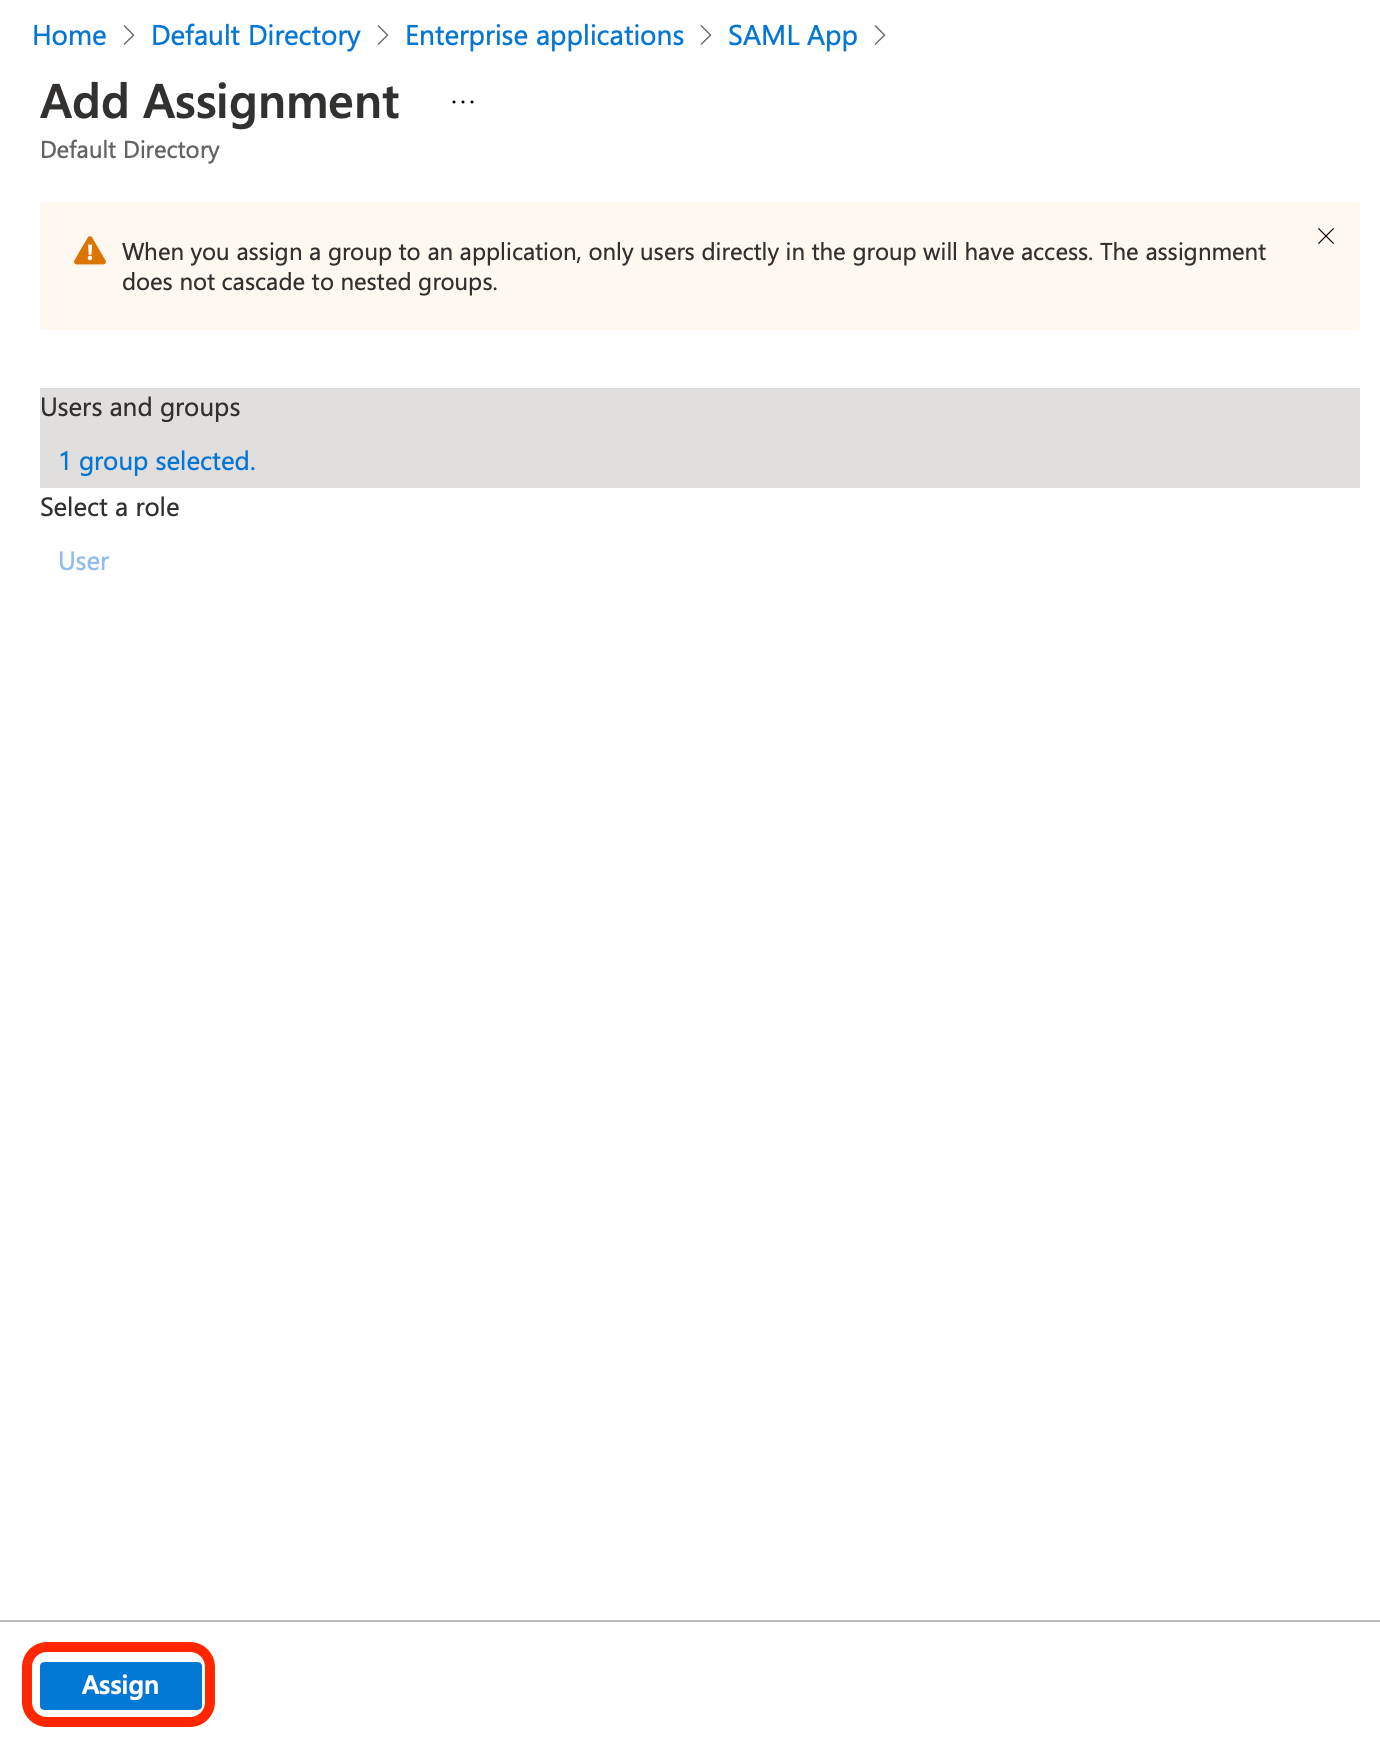 Home > Default Directory > Enterprise applications > SAML App >
Add Assignment ...
Default Directory
When you assign a group to an application, only users directly in the group will have access. The assignment
does not cascade to nested groups.
Users and groups
1 group selected.
Select a role
User
Assign